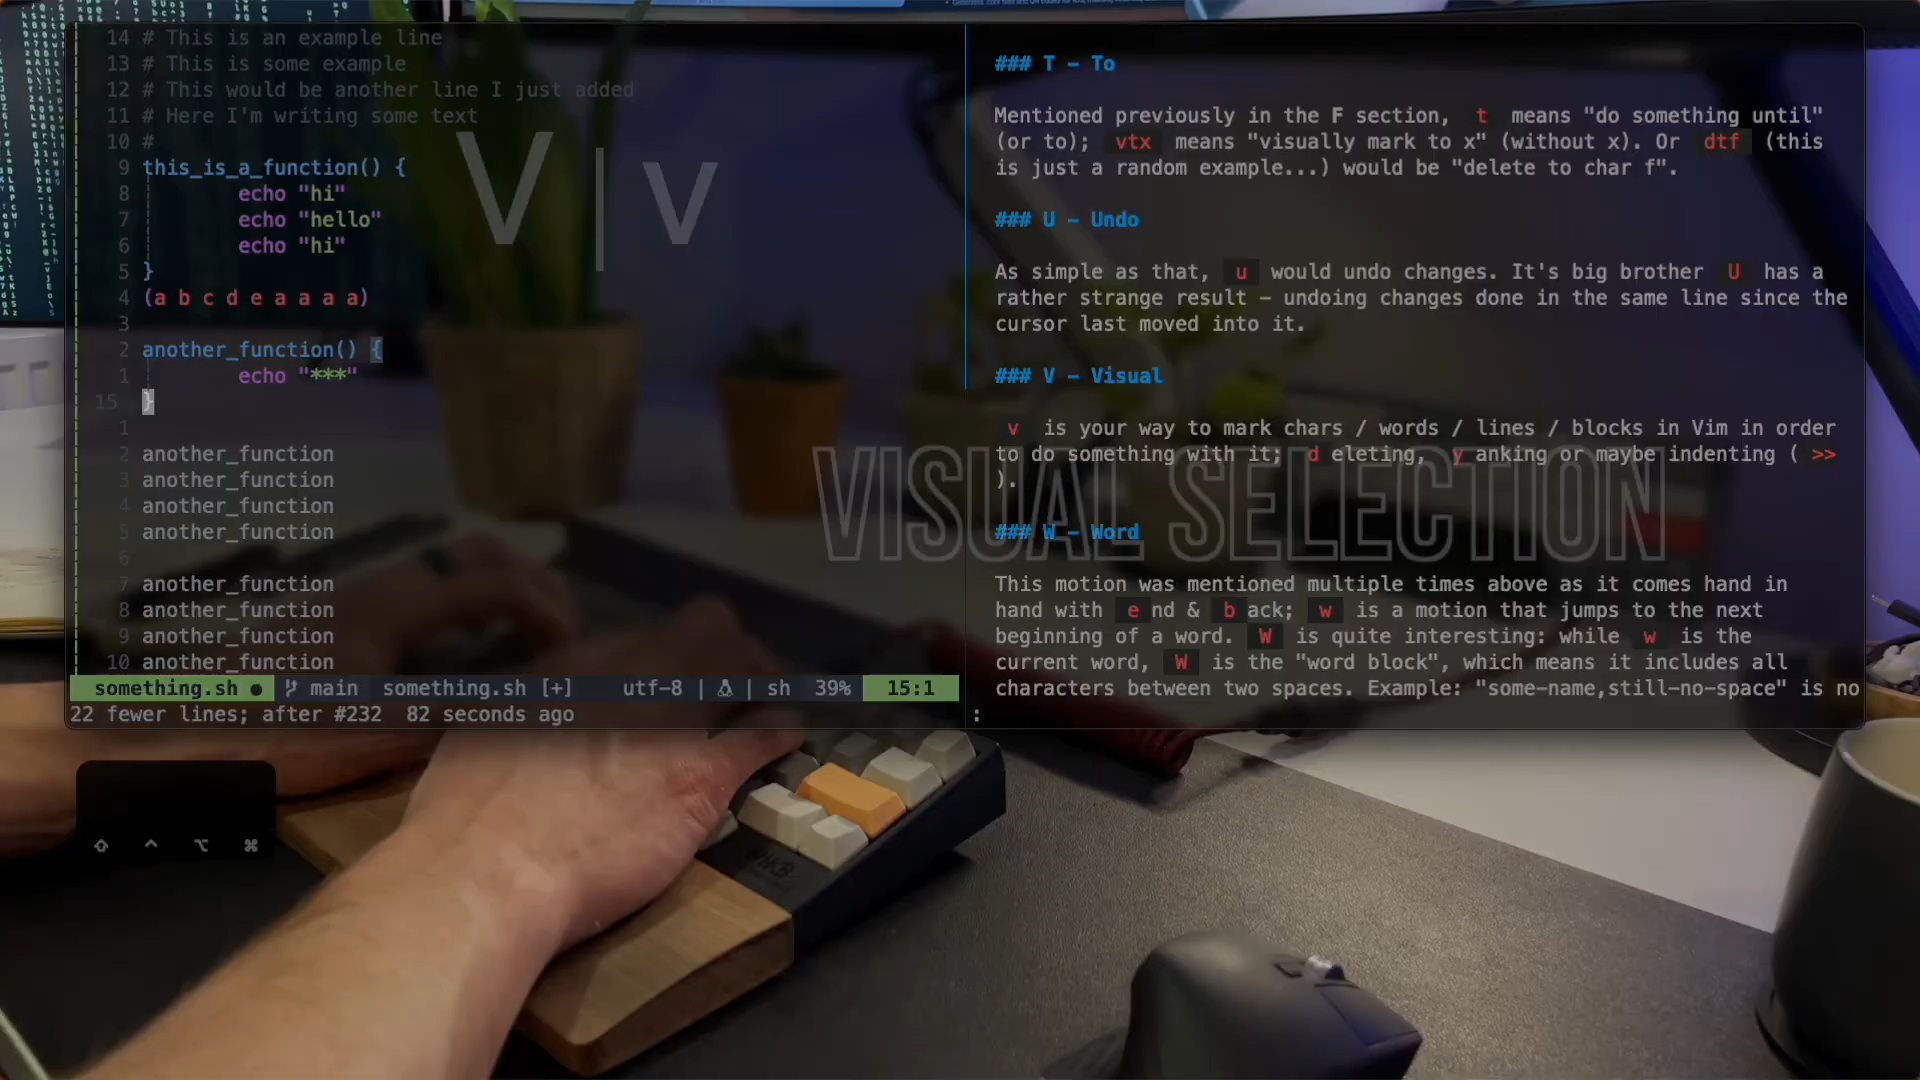 14 # This is an example line
13 # This is some example
12 # This would be another line I just added
11 # Here I'm writing some text
10 #
9 this_is_a_function() {
8 echo "hi"
7 echo "hello"
6 echo "hi"
5 }
4 (a b c d e a a a a)
3
2 another_function() {
1 echo "***"
15 }
1
2 another_function
3 another_function
4 another_function
5 another_function
6
7 another_function
8 another_function
9 another_function
10 another_function
something.sh ● main something.sh [+] utf-8 | | sh 39% 15:1
22 fewer lines; after #232 82 seconds ago
V | v
VISUAL SELECTION
### T - To
Mentioned previously in the F section, t means "do something until"
(or to); vtx means "visually mark to x" (without x). Or dtf (this
is just a random example...) would be "delete to char f".
### U - Undo
As simple as that, u would undo changes. It's big brother U has a
rather strange result - undoing changes done in the same line since the
cursor last moved into it.
### V - Visual
v is your way to mark chars / words / lines / blocks in Vim in order
to do something with it; d eleting, y anking or maybe indenting ( >>
).
### W - Word
This motion was mentioned multiple times above as it comes hand in
hand with e nd & b ack; w is a motion that jumps to the next
beginning of a word. W is quite interesting: while w is the
current word, W is the "word block", which means it includes all
characters between two spaces. Example: "some-name,still-no-space" is no
:
⇧ ^ ⌥ ⌘